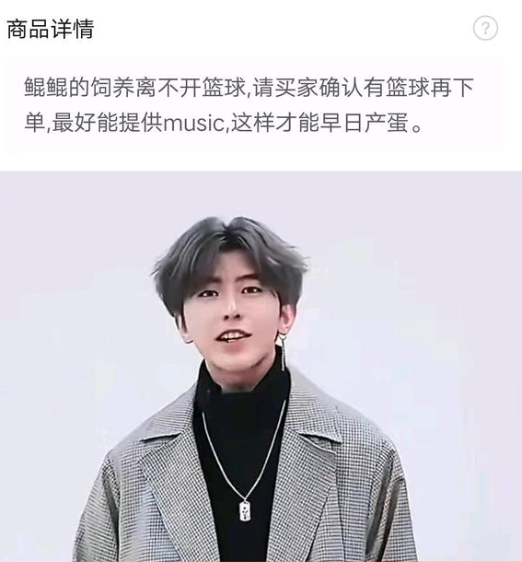 商品详情
?
鲲鲲的饲养离不开篮球,请买家确认有篮球再下
单,最好能提供music,这样才能早日产蛋。